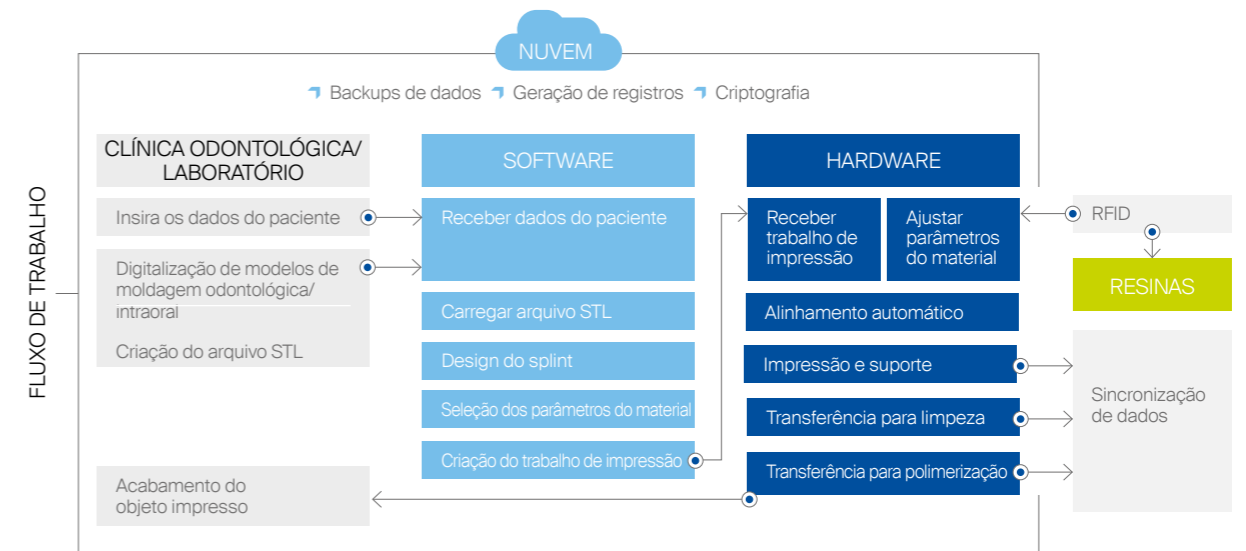 NUVEM
Backups de dados Geração de registros Criptografia
FLUXO DE TRABALHO
CLÍNICA ODONTOLÓGICA/
LABORATÓRIO
Insira os dados do paciente
Digitalização de modelos de
moldagem odontológica/
intraoral
Criação do arquivo STL
Acabamento do
objeto impresso
SOFTWARE
Receber dados do paciente
Carregar arquivo STL
Design do splint
Seleção dos parâmetros do material
Criação do trabalho de impressão
HARDWARE
Receber
trabalho de
impressão
Ajustar
parâmetros
do material
Alinhamento automático
Impressão e suporte
Transferência para limpeza
Transferência para polimerização
RFID
RESINAS
Sincronização
de dados